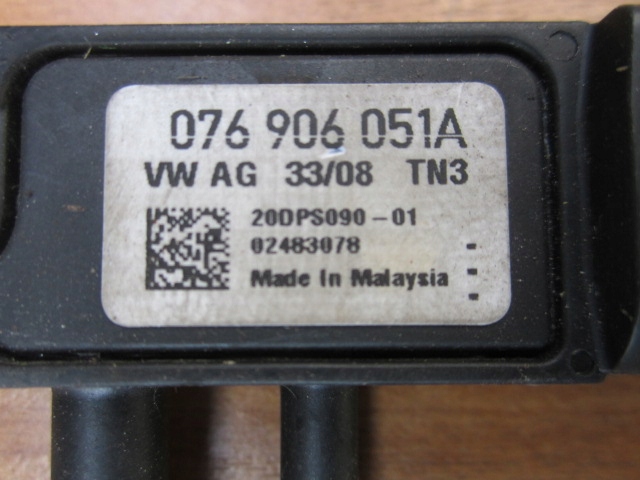 076 906 051A
VW AG 33/08 TN3
20DPS090-01
02483078
Made In Malaysia